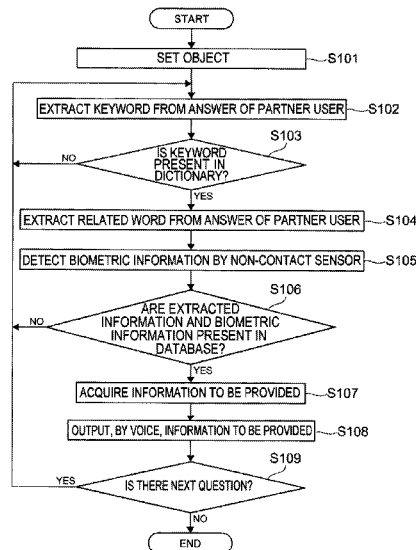 START
SET OBJECT
S101
EXTRACT KEYWORD FROM ANSWER OF PARTNER USER
S102
S103
IS
KEYWORD
PRESENT IN
DICTIONARY?
NO
YES
EXTRACT RELATED WORD FROM ANSWER OF PARTNER USER
S104
DETECT BIOMETRIC INFORMATION BY NON-CONTACT SENSOR
S105
S106
ARE EXTRACTED
INFORMATION AND BIOMETRIC
INFORMATION PRESENT IN
DATABASE?
NO
YES
ACQUIRE INFORMATION TO BE PROVIDED
S107
OUTPUT, BY VOICE, INFORMATION TO BE PROVIDED
S108
S109
YES
IS THERE NEXT QUESTION?
NO
END